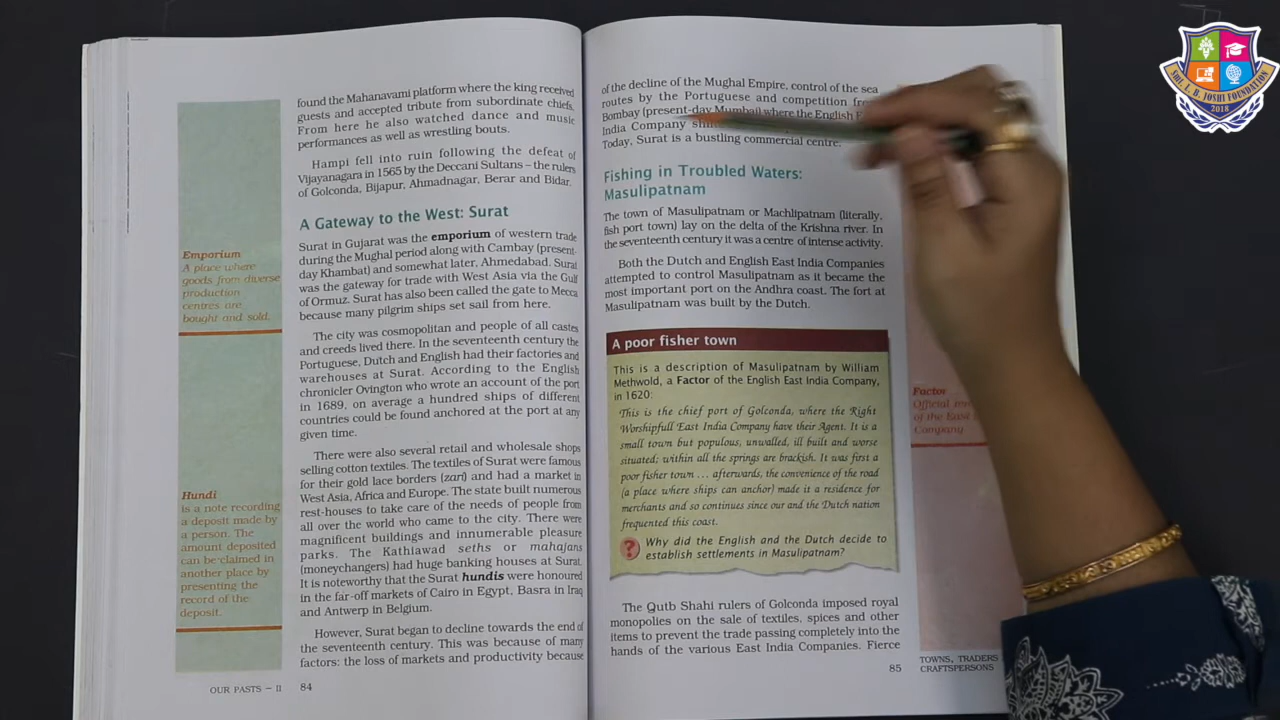 found the Mahanavami platform where the king received
guests and accepted tribute from subordinate chiefs.
From here he also watched dance and music
performances as well as wrestling bouts.
Hampi fell into ruin following the defeat of
Vijayanagara in 1565 by the Deccani Sultans – the rulers
of Golconda, Bijapur, Ahmadnagar, Berar and Bidar.
A Gateway to the West: Surat
Surat in Gujarat was the emporium of western trade
during the Mughal period along with Cambay (present-
day Khambat) and somewhat later, Ahmedabad. Surat
was the gateway for trade with West Asia via the Gulf
of Ormuz. Surat has also been called the gate to Mecca
because many pilgrim ships set sail from here.
The city was cosmopolitan and people of all castes
and creeds lived there. In the seventeenth century the
Portuguese, Dutch and English had their factories and
warehouses at Surat. According to the English
chronicler Ovington who wrote an account of the port
in 1689, on average a hundred ships of different
countries could be found anchored at the port at any
given time.
There were also several retail and wholesale shops
selling cotton textiles. The textiles of Surat were famous
for their gold lace borders (zari) and had a market in
West Asia, Africa and Europe. The state built numerous
rest-houses to take care of the needs of people from
all over the world who came to the city. There were
magnificent buildings and innumerable pleasure
parks. The Kathiawad seths or mahajans
(moneychangers) had huge banking houses at Surat.
It is noteworthy that the Surat hundis were honoured
in the far-off markets of Cairo in Egypt, Basra in Iraq
and Antwerp in Belgium.
However, Surat began to decline towards the end of
the seventeenth century. This was because of many
factors: the loss of markets and productivity because
Emporium
A place where
goods from diverse
production
centres are
bought and sold.
Hundi
is a note recording
a deposit made by
a person. The
amount deposited
can be claimed in
another place by
presenting the
record of the
deposit.
OUR PASTS – II 84
of the decline of the Mughal Empire, control of the sea
routes by the Portuguese and competition
Bombay (present-day Mumbai) where the English
India Company
Today, Surat is a bustling commercial centre.
Fishing in Troubled Waters:
Masulipatnam
The town of Masulipatnam or Machlipatnam (literally,
fish port town) lay on the delta of the Krishna river. In
the seventeenth century it was a centre of intense activity.
Both the Dutch and English East India Companies
attempted to control Masulipatnam as it became the
most important port on the Andhra coast. The fort at
Masulipatnam was built by the Dutch.
A poor fisher town
This is a description of Masulipatnam by William
Methwold, a Factor of the English East India Company,
in 1620:
This is the chief port of Golconda, where the Right
Worshipfull East India Company have their Agent. It is a
small town but populous, unwalled, ill built and worse
situated; within all the springs are brackish. It was first a
poor fisher town … afterwards, the convenience of the road
(a place where ships can anchor) made it a residence for
merchants and so continues since our and the Dutch nation
frequented this coast.
? Why did the English and the Dutch decide to
establish settlements in Masulipatnam?
The Qutb Shahi rulers of Golconda imposed royal
monopolies on the sale of textiles, spices and other
items to prevent the trade passing completely into the
hands of the various East India Companies. Fierce
Factor
Official
of the East
Company
85 TOWNS, TRADERS
CRAFTSPERSONS
SHRI. L. B. JOSHI FOUNDATION
2018